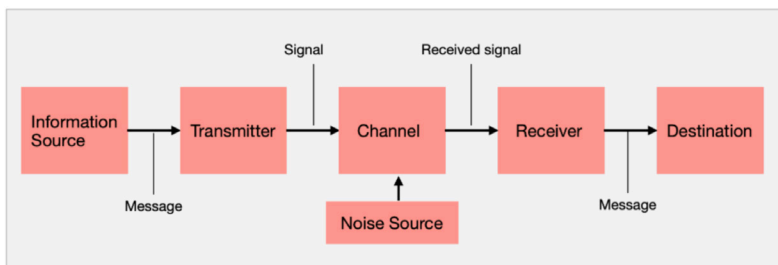 Signal
Received signal
Information
Source
Transmitter
Channel
Receiver
Destination
Message
Message
Noise Source